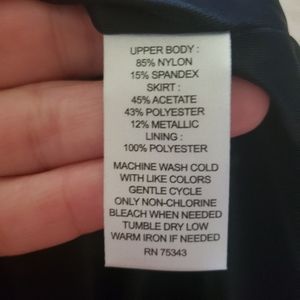 UPPER BODY :
85% NYLON
15% SPANDEX
SKIRT :
45% ACETATE
43% POLYESTER
12% METALLIC
LINING :
100% POLYESTER
MACHINE WASH COLD
WITH LIKE COLORS
GENTLE CYCLE
ONLY NON-CHLORINE
BLEACH WHEN NEEDED
TUMBLE DRY LOW
WARM IRON IF NEEDED
RN 75343